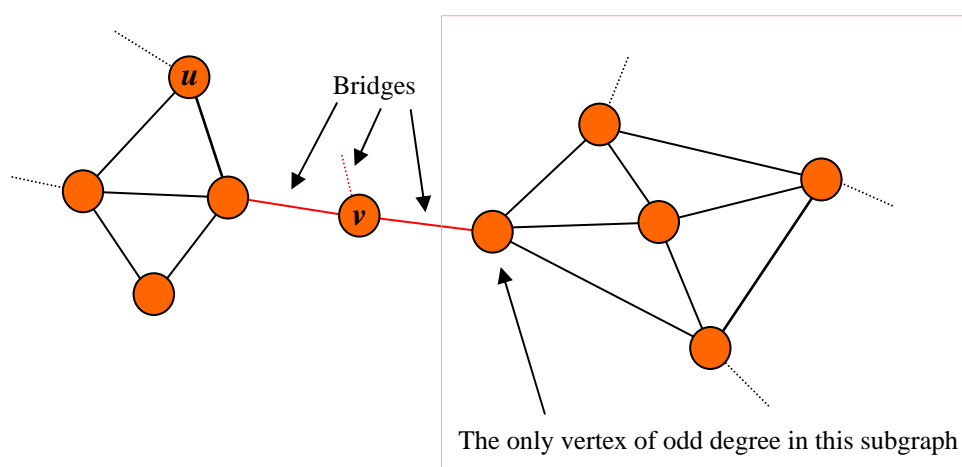 u
Bridges
v
The only vertex of odd degree in this subgraph